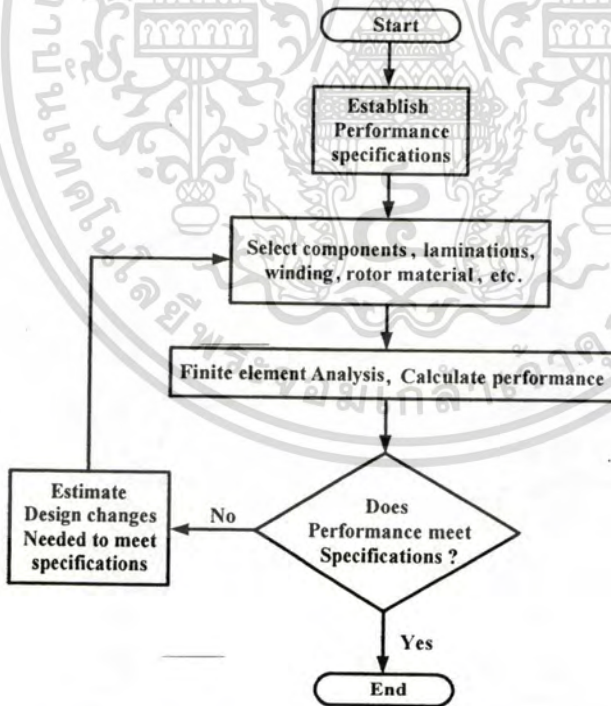 Start
Establish
Performance
specifications
Select components, laminations,
winding, rotor material, etc.
Finite element Analysis, Calculate performance
Does
Performance meet
Specifications ?
No
Estimate
Design changes
Needed to meet
specifications
Yes
End